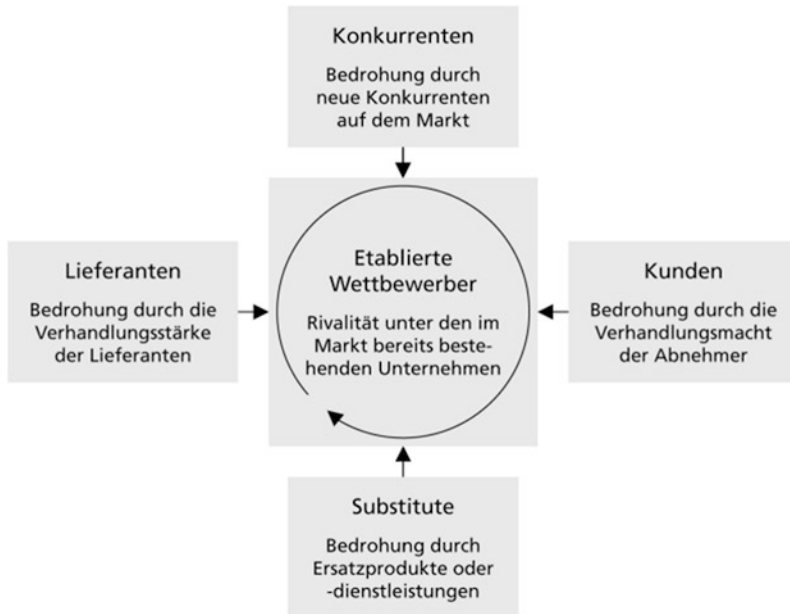 Konkurrenten
Bedrohung durch
neue Konkurrenten
auf dem Markt
Lieferanten
Bedrohung durch die
Verhandlungsstärke
der Lieferanten
Etablierte
Wettbewerber
Rivalität unter den im
Markt bereits beste-
henden Unternehmen
Kunden
Bedrohung durch die
Verhandlungsmacht
der Abnehmer
Substitute
Bedrohung durch
Ersatzprodukte oder
-dienstleistungen